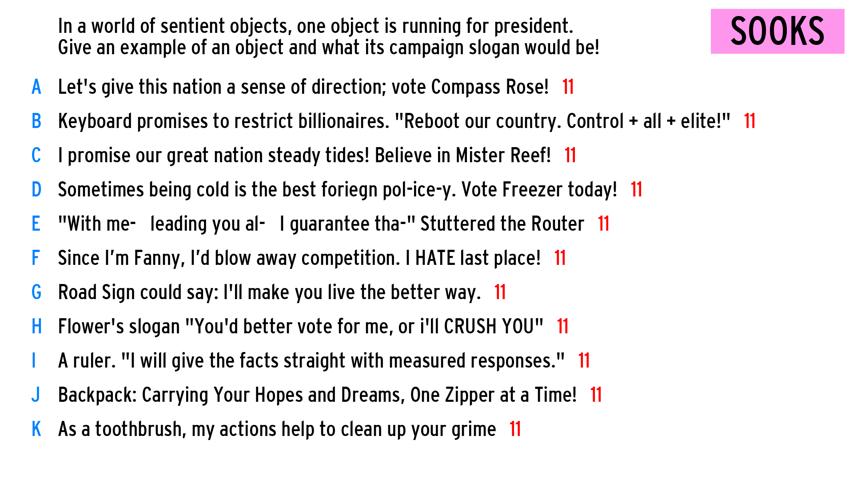 In a world of sentient objects, one object is running for president.
Give an example of an object and what its campaign slogan would be!
SOOKS
A Let's give this nation a sense of direction; vote Compass Rose! 11
B Keyboard promises to restrict billionaires. "Reboot our country. Control + all + elite!" 11
C I promise our great nation steady tides! Believe in Mister Reef! 11
D Sometimes being cold is the best foriegn pol-ice-y. Vote Freezer today! 11
E "With me- leading you al- I guarantee tha-" Stuttered the Router 11
F Since I'm Fanny, I'd blow away competition. I HATE last place! 11
G Road Sign could say: I'll make you live the better way. 11
H Flower's slogan "You'd better vote for me, or i'll CRUSH YOU" 11
I A ruler. "I will give the facts straight with measured responses." 11
J Backpack: Carrying Your Hopes and Dreams, One Zipper at a Time! 11
K As a toothbrush, my actions help to clean up your grime 11